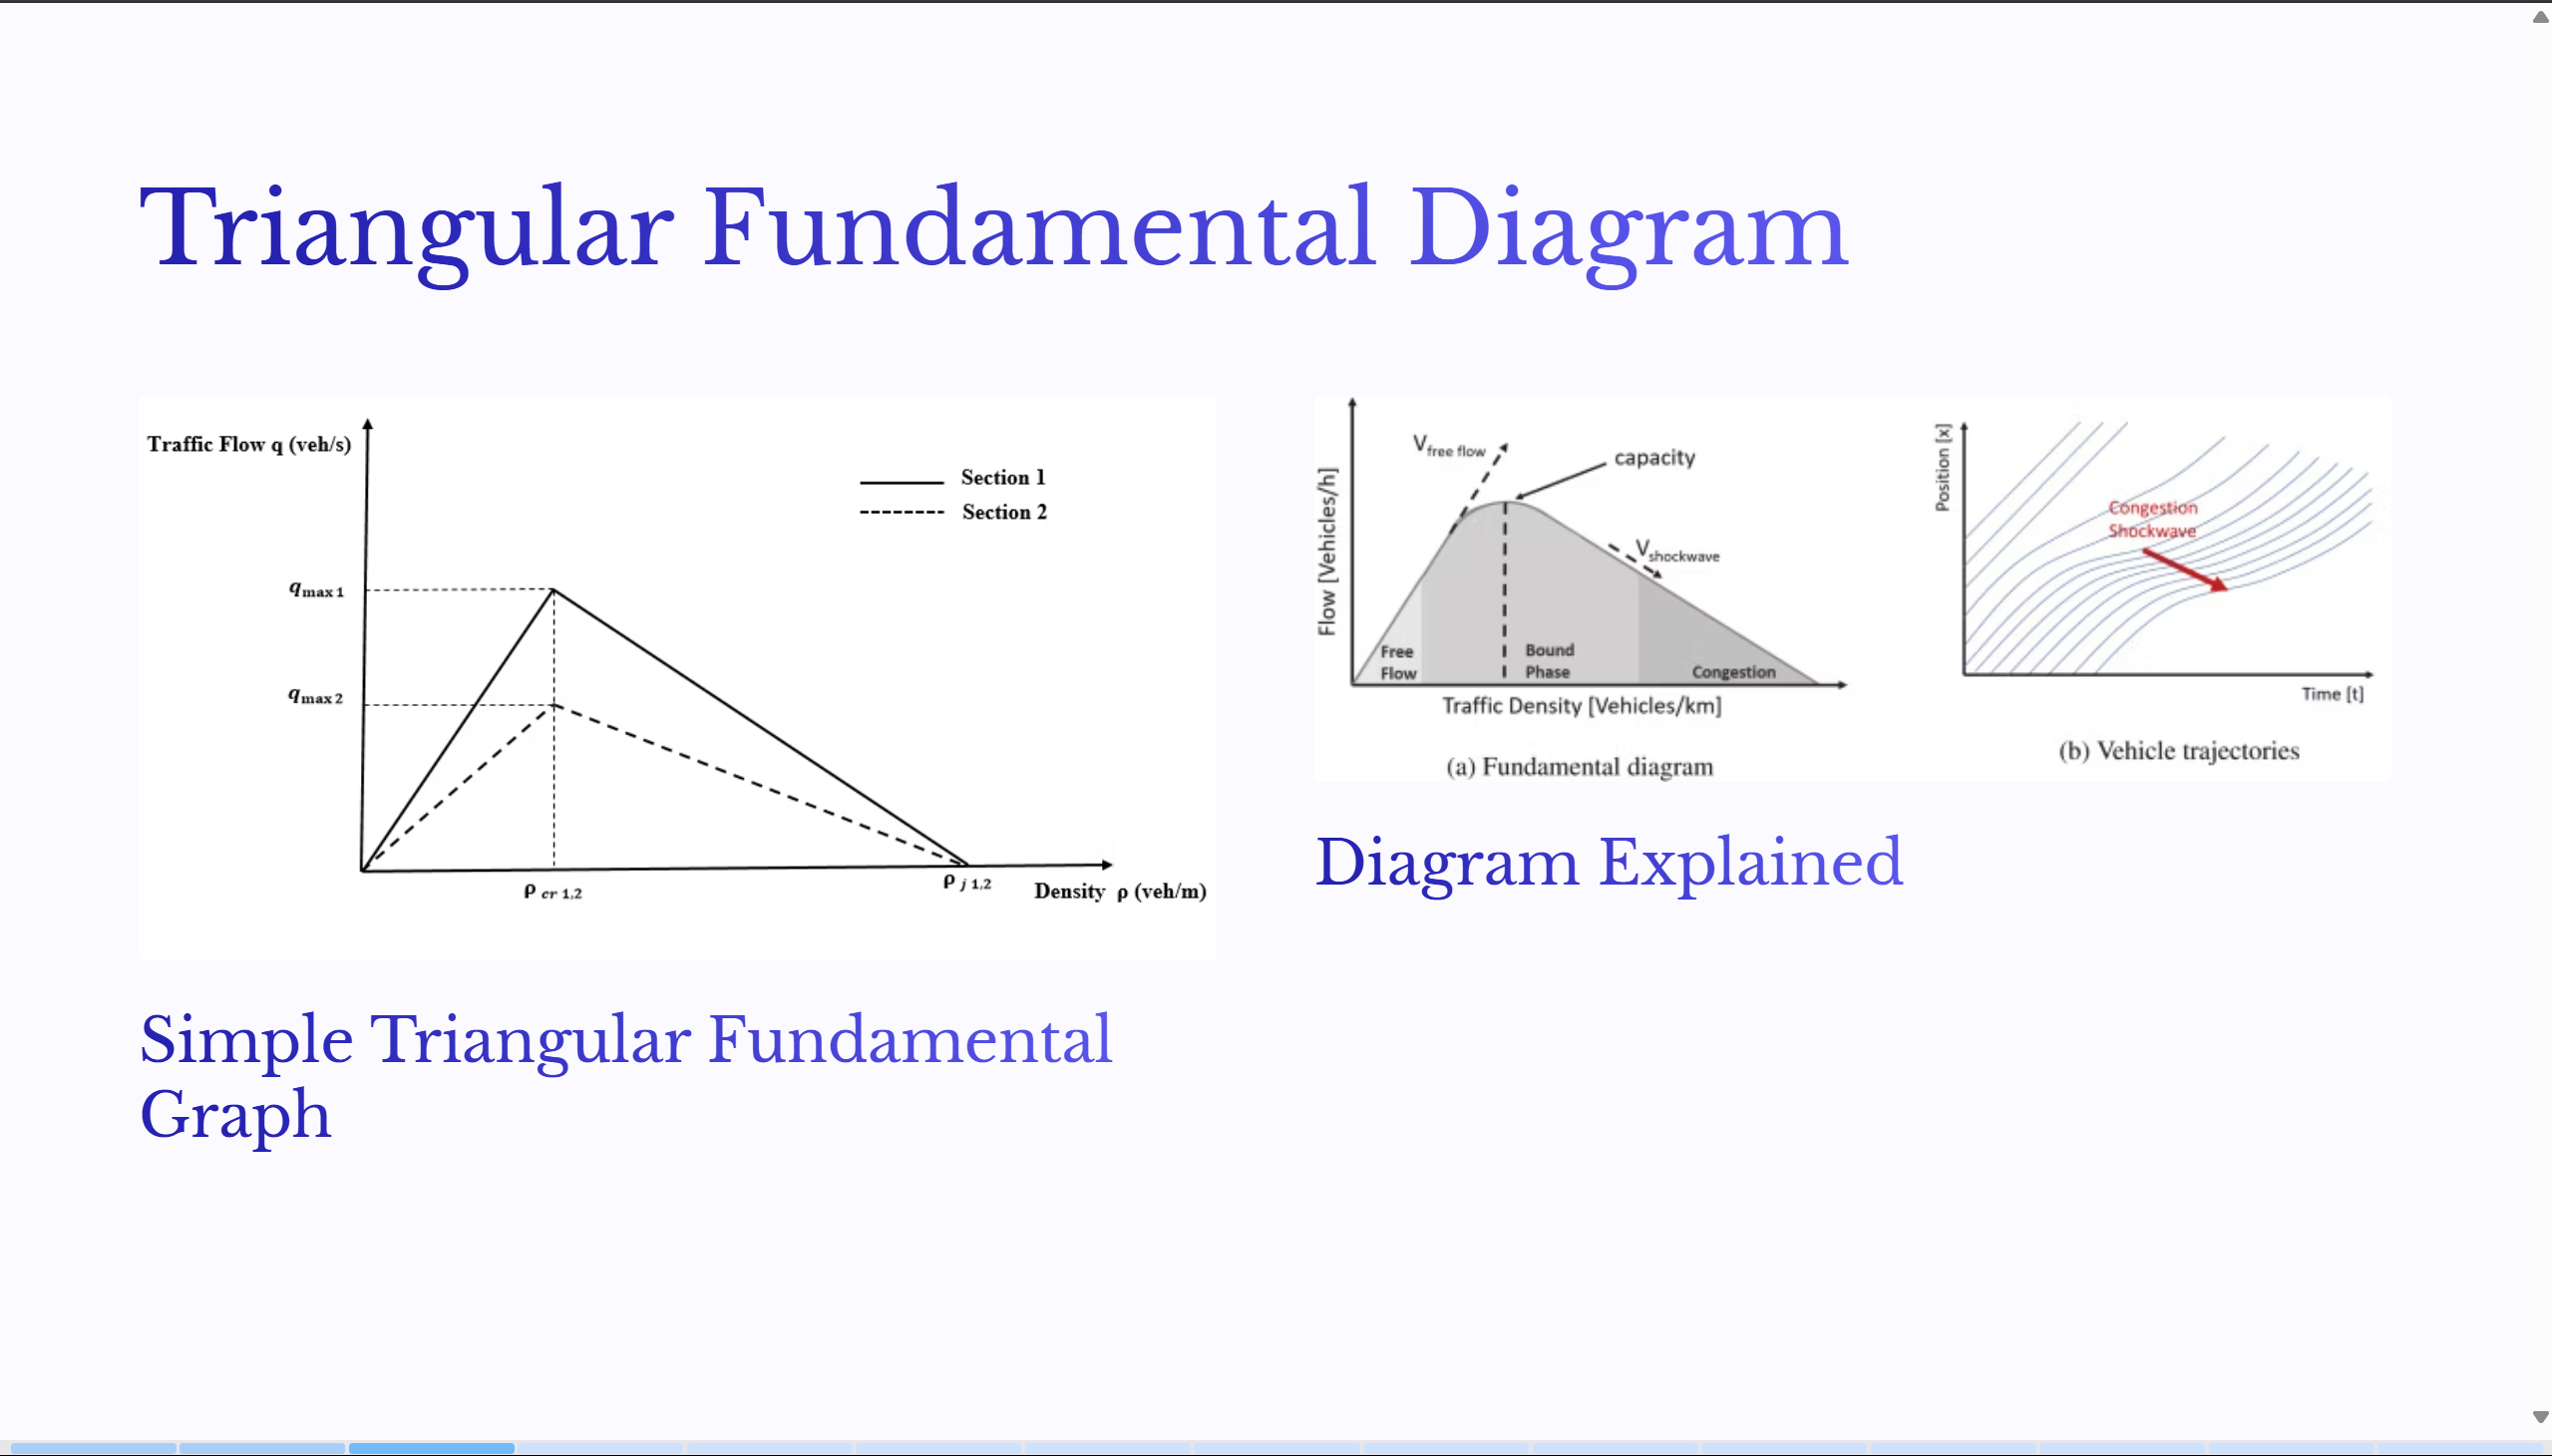 Triangular Fundamental Diagram
Traffic Flow q (veh/s)
Section 1
Section 2
qmax 1
qmax 2
ρ cr 1,2
ρ j 1,2
Density ρ (veh/m)
Simple Triangular Fundamental
Graph
Vfree flow
capacity
Vshockwave
Flow [Vehicles/h]
Free
Flow
Bound
Phase
Congestion
Traffic Density [Vehicles/km]
(a) Fundamental diagram
Position [x]
Congestion
Shockwave
Time [t]
(b) Vehicle trajectories
Diagram Explained